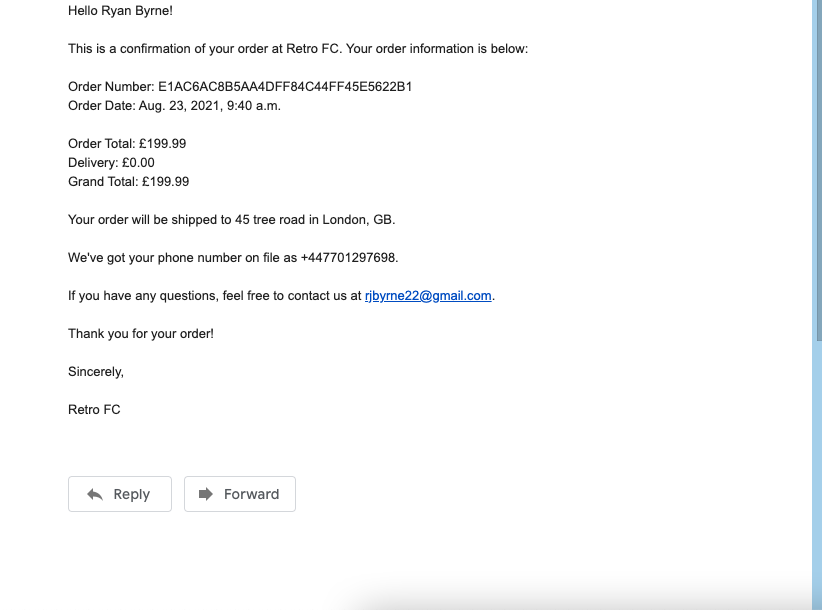 Hello Ryan Byrne!
This is a confirmation of your order at Retro FC. Your order information is below:
Order Number: E1AC6AC8B5AA4DFF84C44FF45E5622B1
Order Date: Aug. 23, 2021, 9:40 a.m.
Order Total: £199.99
Delivery: £0.00
Grand Total: £199.99
Your order will be shipped to 45 tree road in London, GB.
We've got your phone number on file as +447701297698.
If you have any questions, feel free to contact us at rjbyrne22@gmail.com.
Thank you for your order!
Sincerely,
Retro FC
Reply Forward